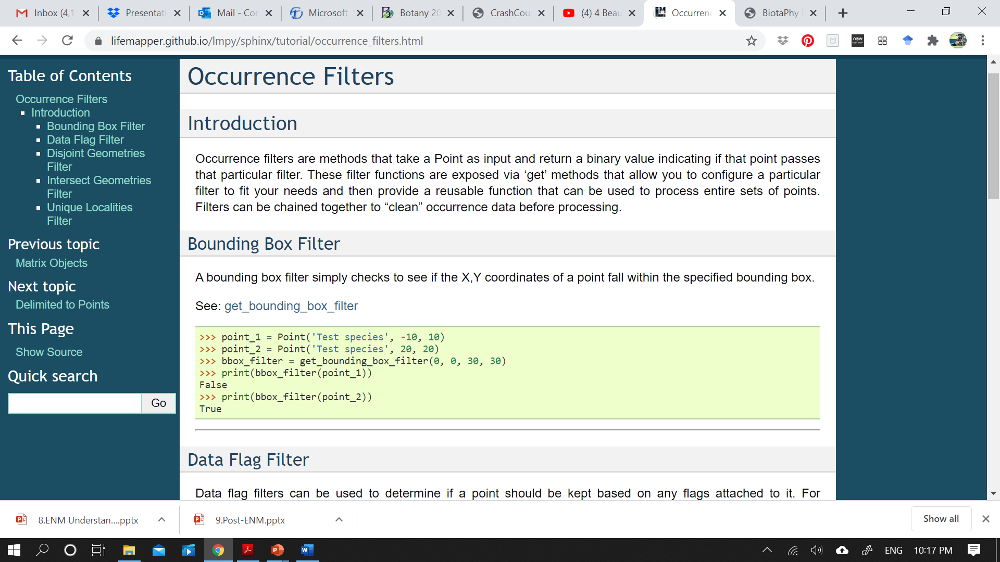 Inbox (4,1
Presentati
Mail - Cor
Microsoft
Botany 20
CrashCou
(4) 4 Beau
Occurrenc
BiotaPhy
lifemapper.github.io/lmpy/sphinx/tutorial/occurrence_filters.html
Table of Contents
Occurrence Filters
Introduction
Bounding Box Filter
Data Flag Filter
Disjoint Geometries
Filter
Intersect Geometries
Filter
Unique Localities
Filter
Previous topic
Matrix Objects
Next topic
Delimited to Points
This Page
Show Source
Quick search
Go
Occurrence Filters
Introduction
Occurrence filters are methods that take a Point as input and return a binary value indicating if that point passes
that particular filter. These filter functions are exposed via ‘get’ methods that allow you to configure a particular
filter to fit your needs and then provide a reusable function that can be used to process entire sets of points.
Filters can be chained together to “clean” occurrence data before processing.
Bounding Box Filter
A bounding box filter simply checks to see if the X,Y coordinates of a point fall within the specified bounding box.
See: get_bounding_box_filter
>>> point_1 = Point('Test species', -10, 10)
>>> point_2 = Point('Test species', 20, 20)
>>> bbox_filter = get_bounding_box_filter(0, 0, 30, 30)
>>> print(bbox_filter(point_1))
False
>>> print(bbox_filter(point_2))
True
Data Flag Filter
Data flag filters can be used to determine if a point should be kept based on any flags attached to it. For
8.ENM Understan....pptx
9.Post-ENM.pptx
Show all
ENG
10:17 PM